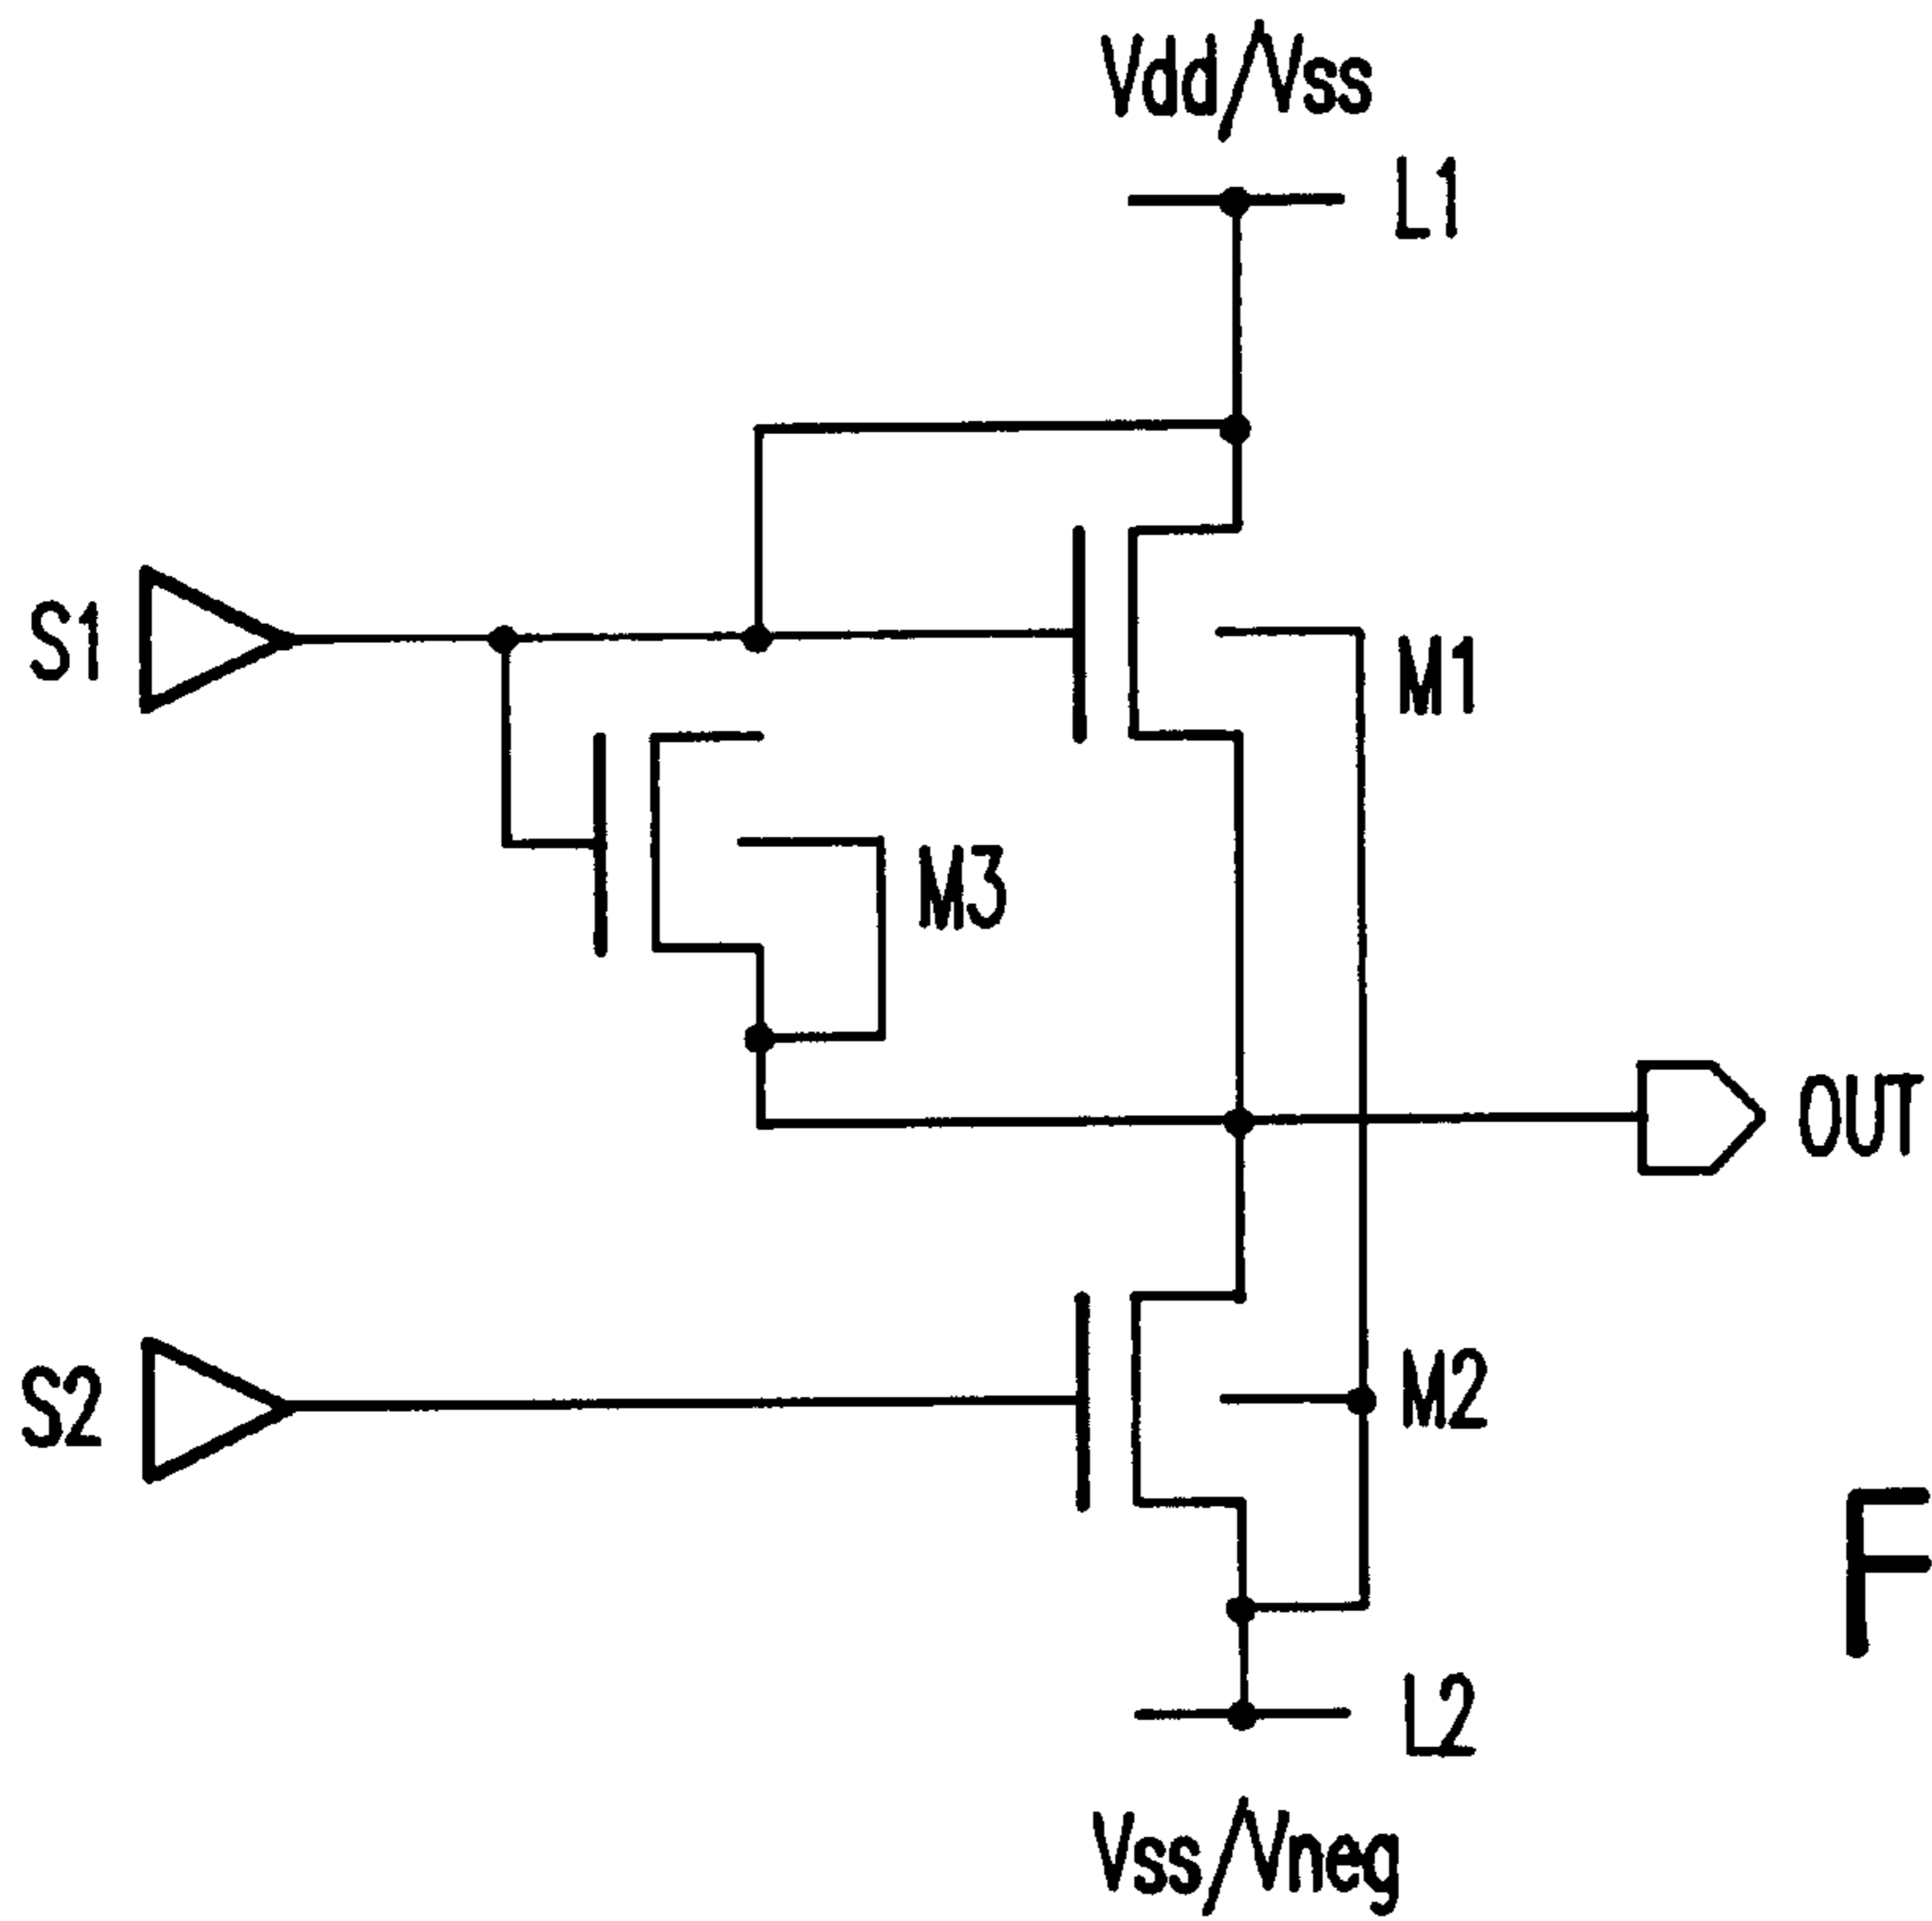 Vdd/Vss
L1
S1
M1
M3
OUT
S2
M2
F
L2
Vss/Vneg